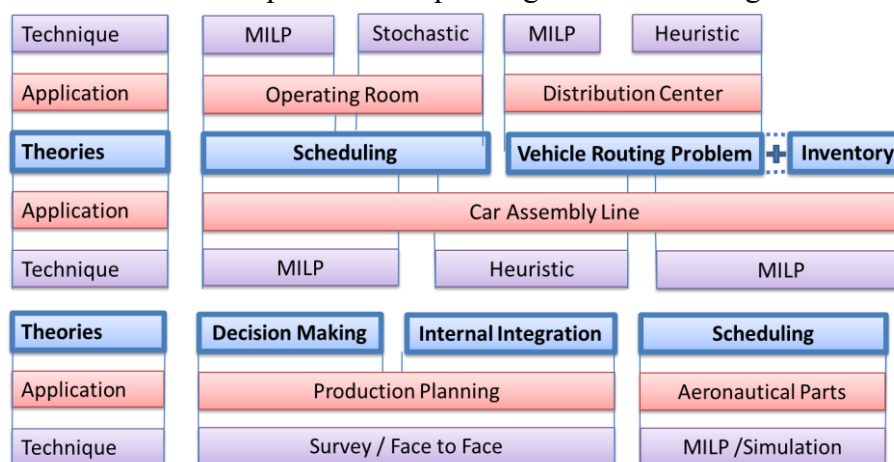 Technique MILP Stochastic MILP Heuristic
Application Operating Room Distribution Center
Theories Scheduling Vehicle Routing Problem + Inventory
Application Car Assembly Line
Technique MILP Heuristic MILP
Theories Decision Making Internal Integration Scheduling
Application Production Planning Aeronautical Parts
Technique Survey / Face to Face MILP /Simulation